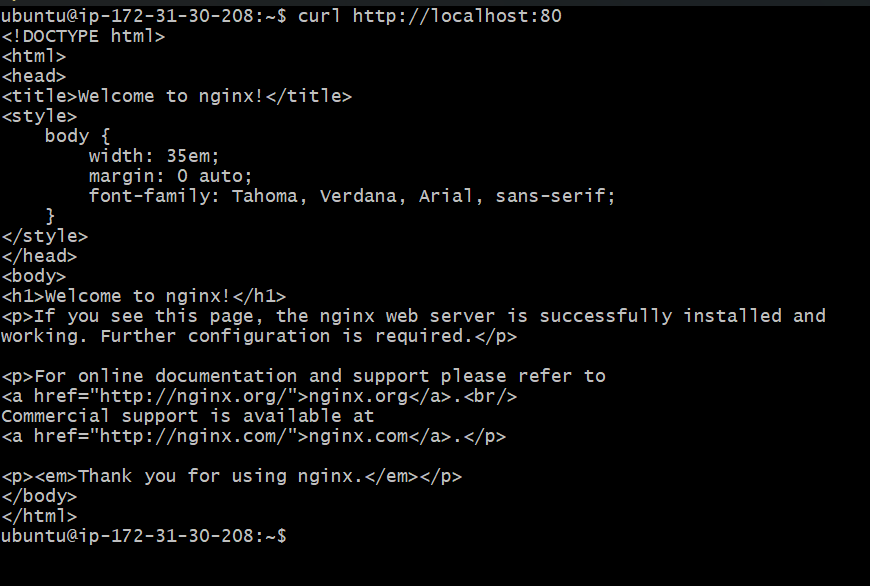 ubuntu@ip-172-31-30-208:~$ curl http://localhost:80
<!DOCTYPE html>
<html>
<head>
<title>Welcome to nginx!</title>
<style>
    body {
        width: 35em;
        margin: 0 auto;
        font-family: Tahoma, Verdana, Arial, sans-serif;
    }
</style>
</head>
<body>
<h1>Welcome to nginx!</h1>
<p>If you see this page, the nginx web server is successfully installed and
working. Further configuration is required.</p>

<p>For online documentation and support please refer to
<a href="http://nginx.org/">nginx.org</a>.<br/>
Commercial support is available at
<a href="http://nginx.com/">nginx.com</a>.</p>

<p><em>Thank you for using nginx.</em></p>
</body>
</html>
ubuntu@ip-172-31-30-208:~$